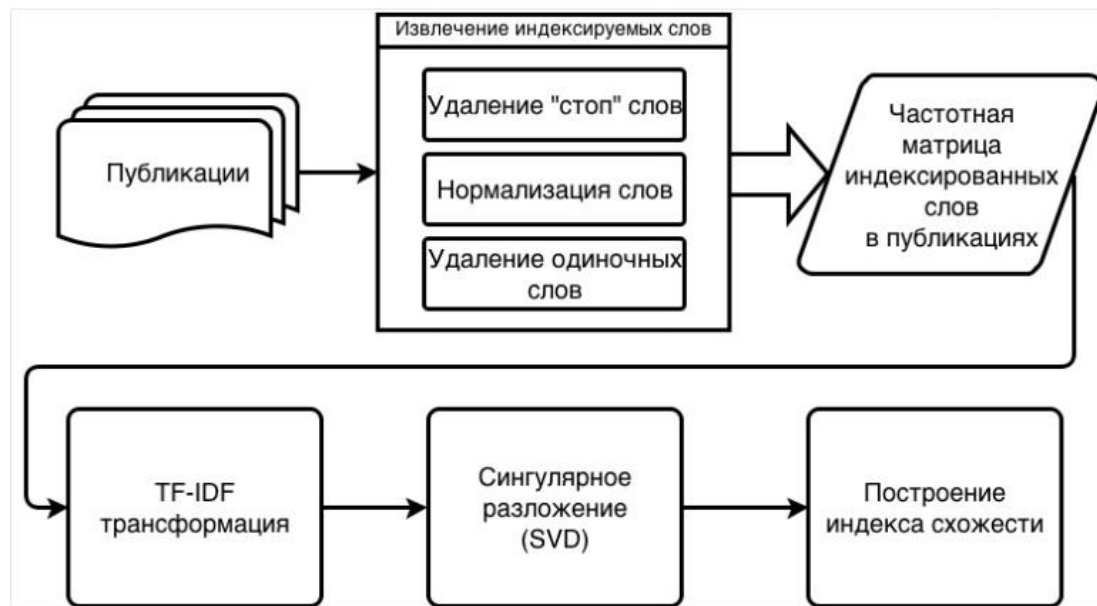 Извлечение индексируемых слов
Публикации
Удаление "стоп" слов
Нормализация слов
Удаление одиночных
слов
Частотная
матрица
индексированных
слов
в публикациях
TF-IDF
трансформация
Сингулярное
разложение
(SVD)
Построение
индекса схожести